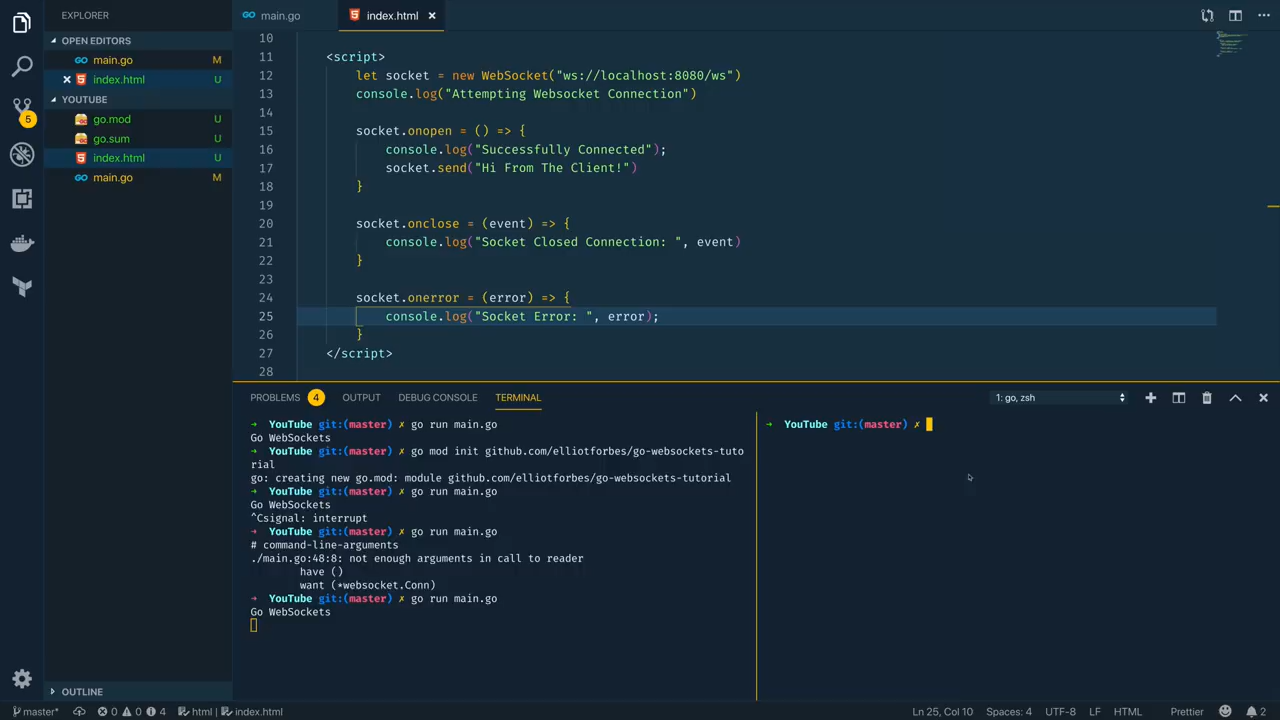 EXPLORER
OPEN EDITORS
main.go M
index.html U
5
YOUTUBE
go.mod U
go.sum U
index.html U
main.go M
OUTLINE
main.go index.html
10
11 <script>
12 let socket = new WebSocket("ws://localhost:8080/ws")
13 console.log("Attempting Websocket Connection")
14
15 socket.onopen = () => {
16 console.log("Successfully Connected");
17 socket.send("Hi From The Client!")
18 }
19
20 socket.onclose = (event) => {
21 console.log("Socket Closed Connection: ", event)
22 }
23
24 socket.onerror = (error) => {
25 console.log("Socket Error: ", error);
26 }
27 </script>
28
PROBLEMS 4 OUTPUT DEBUG CONSOLE TERMINAL 1: go, zsh
➜ YouTube git:(master) ✗ go run main.go
Go WebSockets
➜ YouTube git:(master) ✗ go mod init github.com/elliotforbes/go-websockets-tuto
rial
go: creating new go.mod: module github.com/elliotforbes/go-websockets-tutorial
➜ YouTube git:(master) ✗ go run main.go
Go WebSockets
^Csignal: interrupt
➜ YouTube git:(master) ✗ go run main.go
# command-line-arguments
./main.go:48:8: not enough arguments in call to reader
have ()
want (*websocket.Conn)
➜ YouTube git:(master) ✗ go run main.go
Go WebSockets
➜ YouTube git:(master) ✗
master* 0 0 4 html index.html Ln 25, Col 10 Spaces: 4 UTF-8 LF HTML Prettier 2